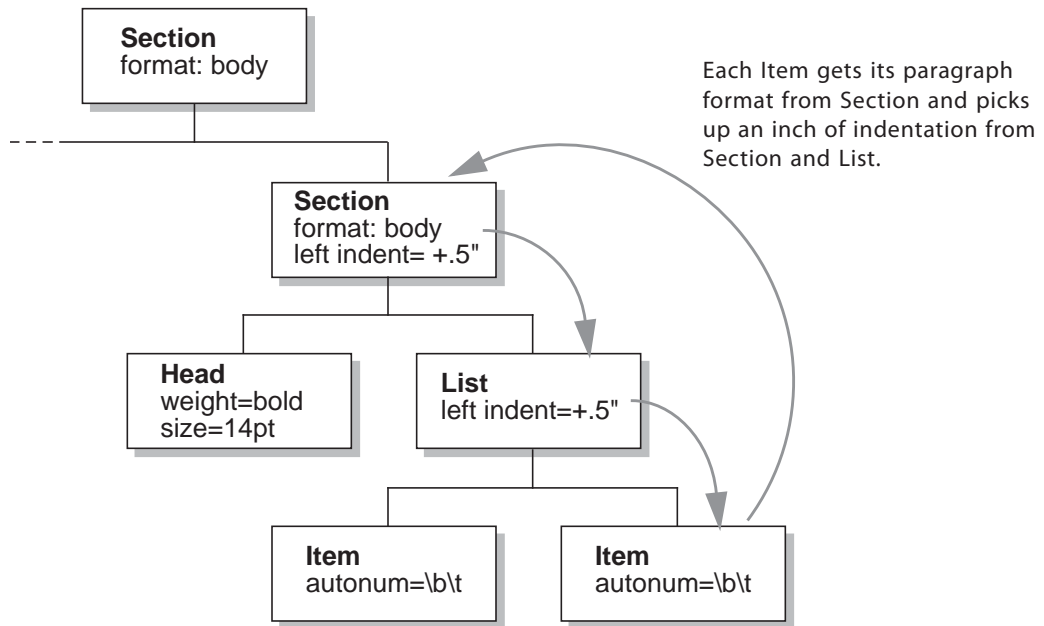 Section
format: body
Each Item gets its paragraph
format from Section and picks
up an inch of indentation from
Section and List.
Section
format: body
left indent= +.5"
Head
weight=bold
size=14pt
List
left indent=+.5"
Item
autonum=\b\t
Item
autonum=\b\t